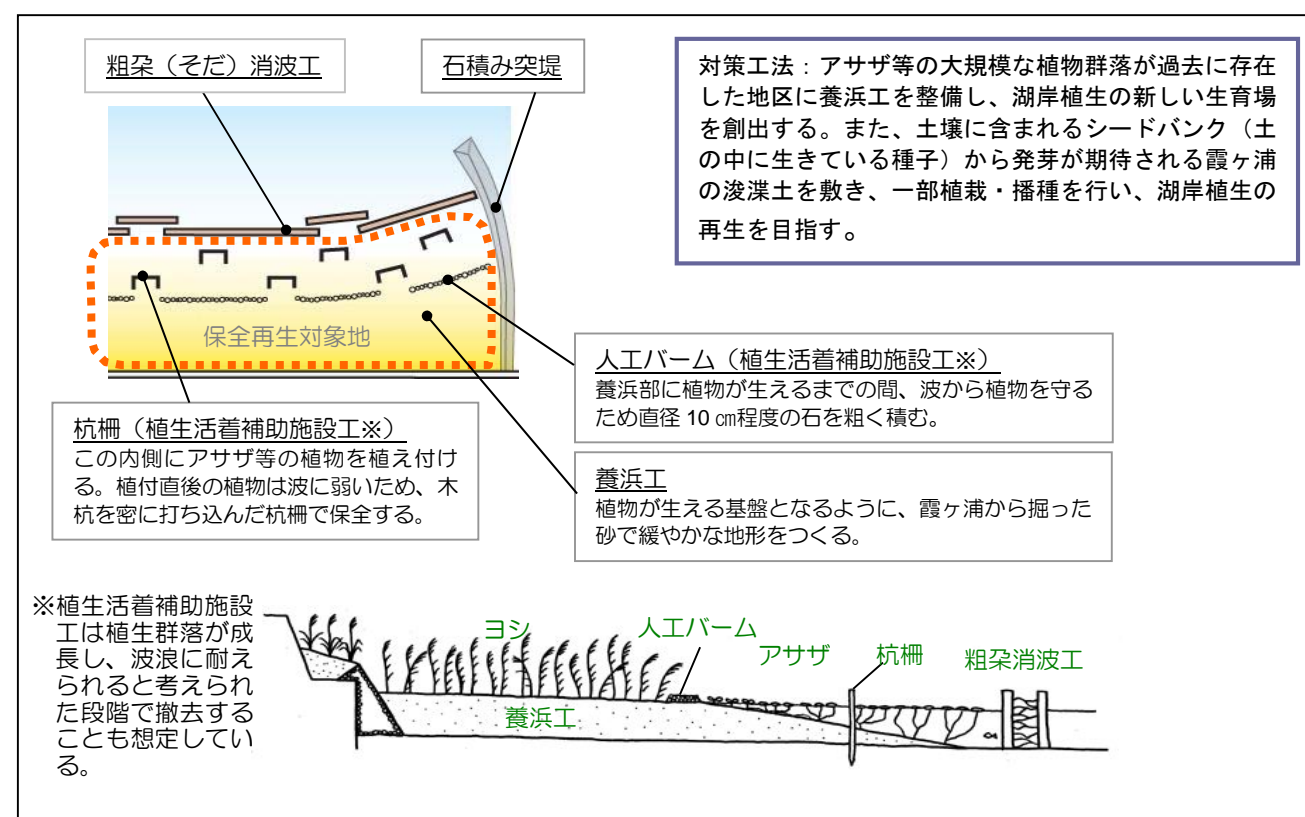 粗朶（そだ）消波工
石積み突堤
対策工法：アサザ等の大規模な植物群落が過去に存在
した地区に養浜工を整備し、湖岸植生の新しい生育場
を創出する。また、土壌に含まれるシードバンク（土
の中に生きている種子）から発芽が期待される霞ヶ浦
の浚渫土を敷き、一部植栽・播種を行い、湖岸植生の
再生を目指す。
保全再生対象地
人工バーム（植生活着補助施設工※）
養浜部に植物が生えるまでの間、波から植物を守る
ため直径 10 ㎝程度の石を粗く積む。
杭柵（植生活着補助施設工※）
この内側にアサザ等の植物を植え付け
る。植付直後の植物は波に弱いため、木
杭を密に打ち込んだ杭柵で保全する。
養浜工
植物が生える基盤となるように、霞ヶ浦から掘った
砂で緩やかな地形をつくる。
※植生活着補助施設
工は植生群落が成
長し、波浪に耐え
られると考えられ
た段階で撤去する
ことも想定してい
る。
ヨシ
人工バーム
アサザ
杭柵
粗朶消波工
養浜工